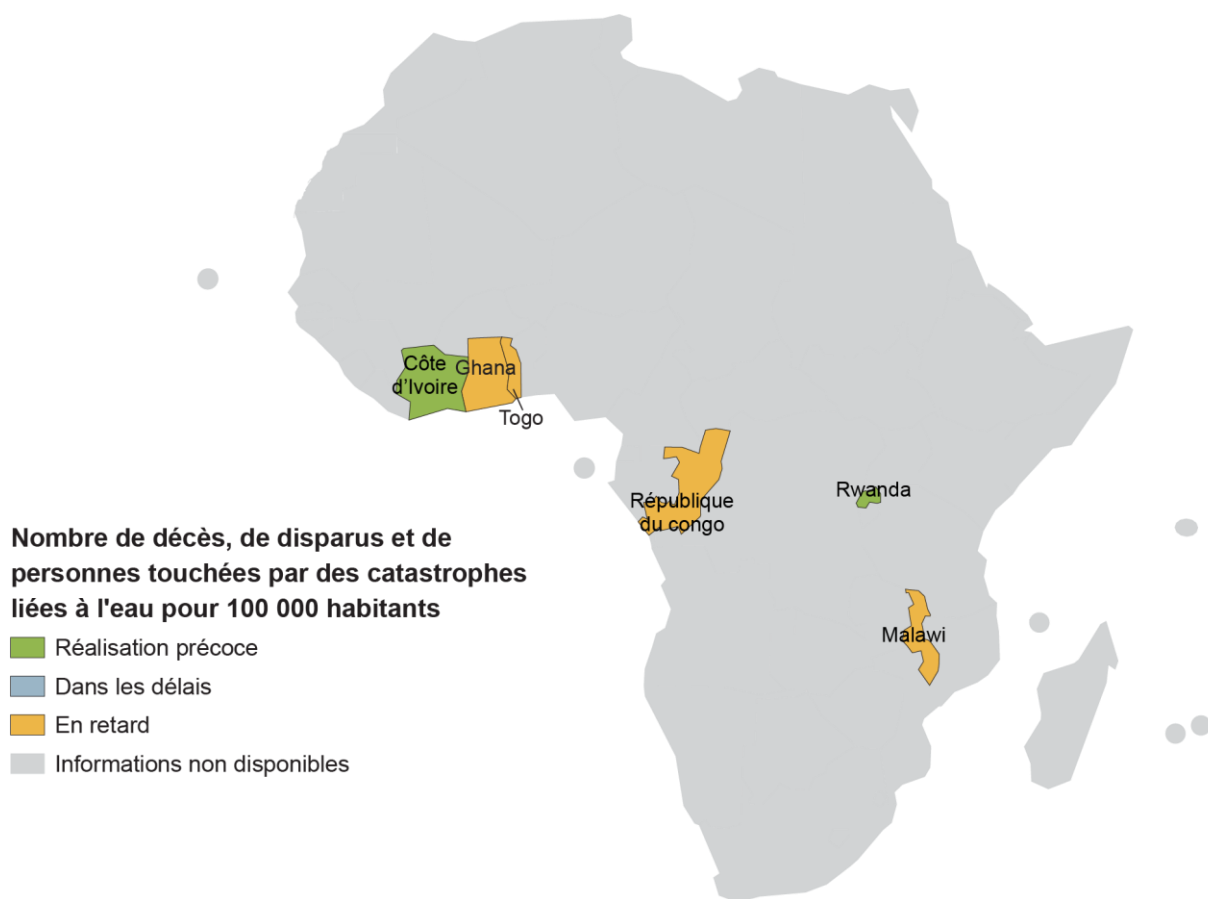 Côte
d'Ivoire
Ghana
Togo
République
du congo
Rwanda
Malawi
Nombre de décès, de disparus et de
personnes touchées par des catastrophes
liées à l'eau pour 100 000 habitants
Réalisation précoce
Dans les délais
En retard
Informations non disponibles